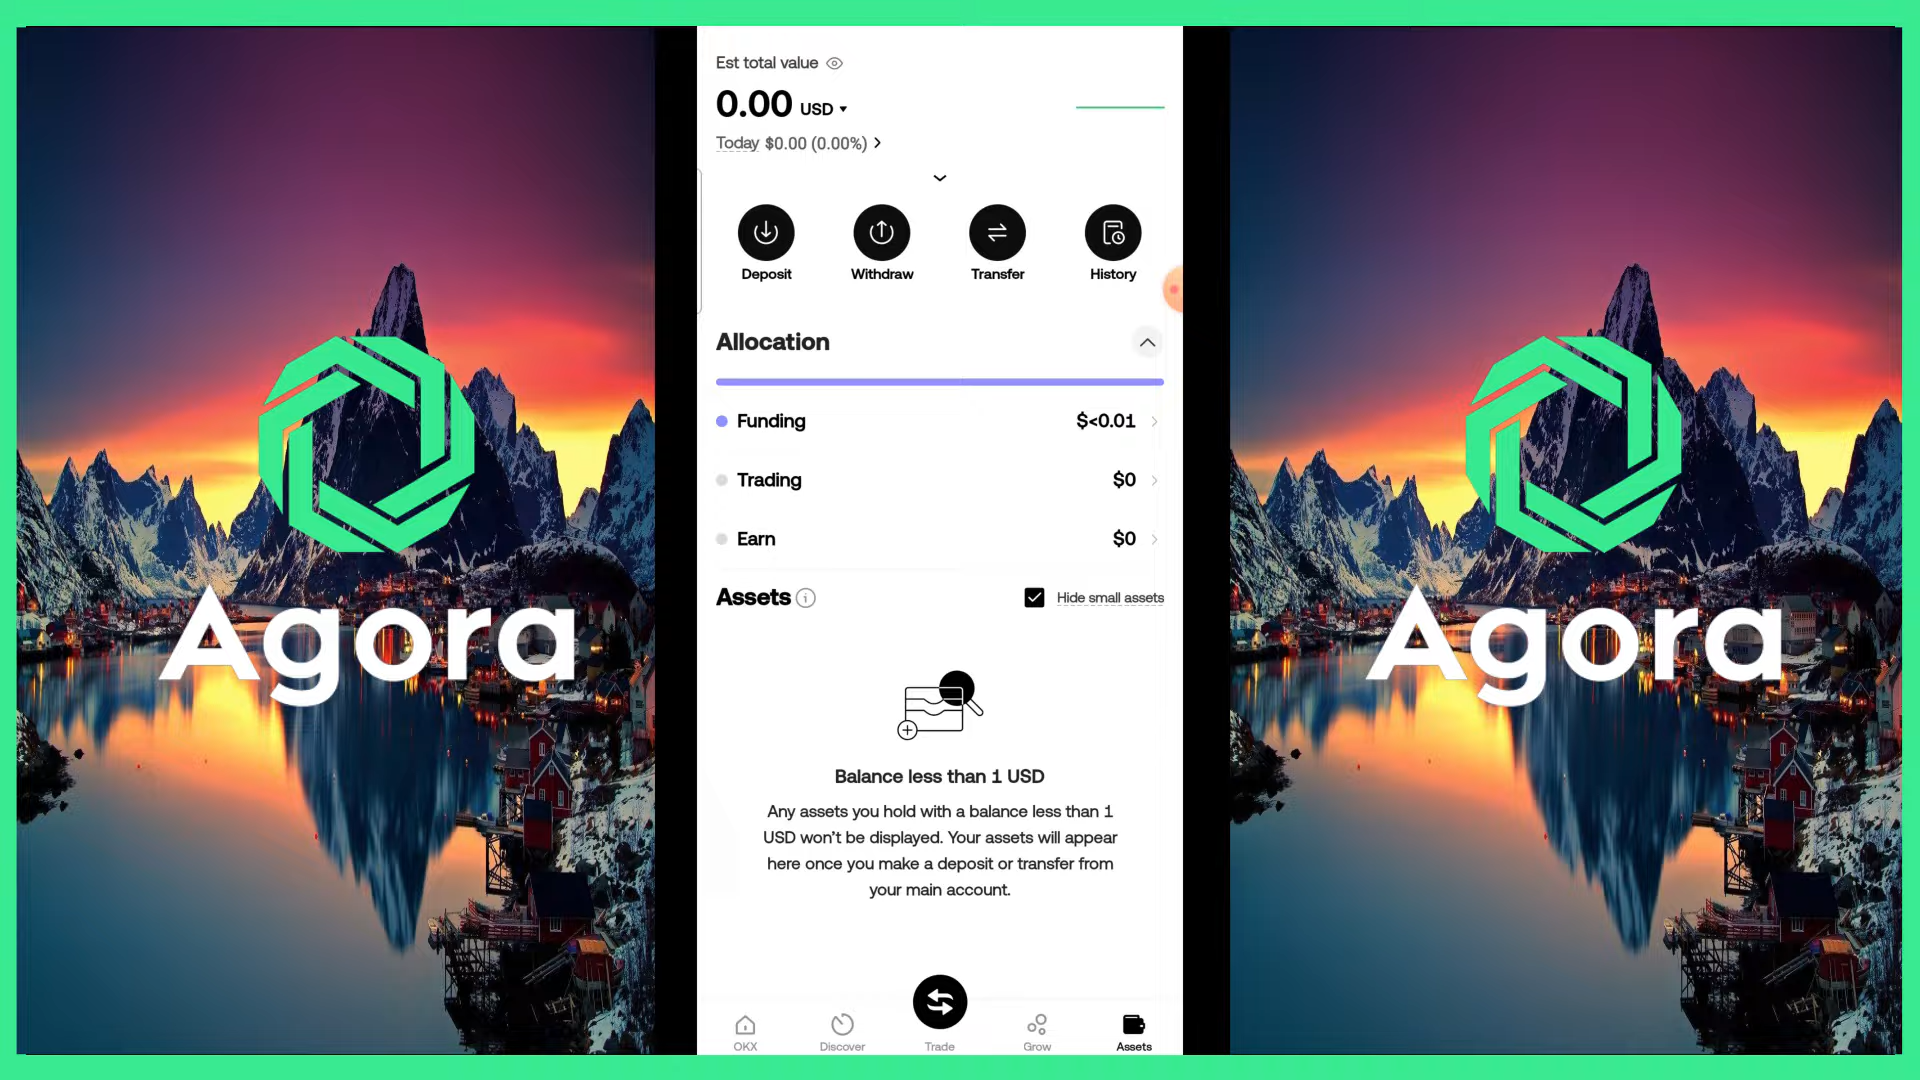 Agora
Est total value
0.00 USD
Today $0.00 (0.00%)
Deposit
Withdraw
Transfer
History
Allocation
Funding
$<0.01
Trading
$0
Earn
$0
Assets
Hide small assets
Balance less than 1 USD
Any assets you hold with a balance less than 1
USD won’t be displayed. Your assets will appear
here once you make a deposit or transfer from
your main account.
OKX
Discover
Trade
Grow
Assets
Agora